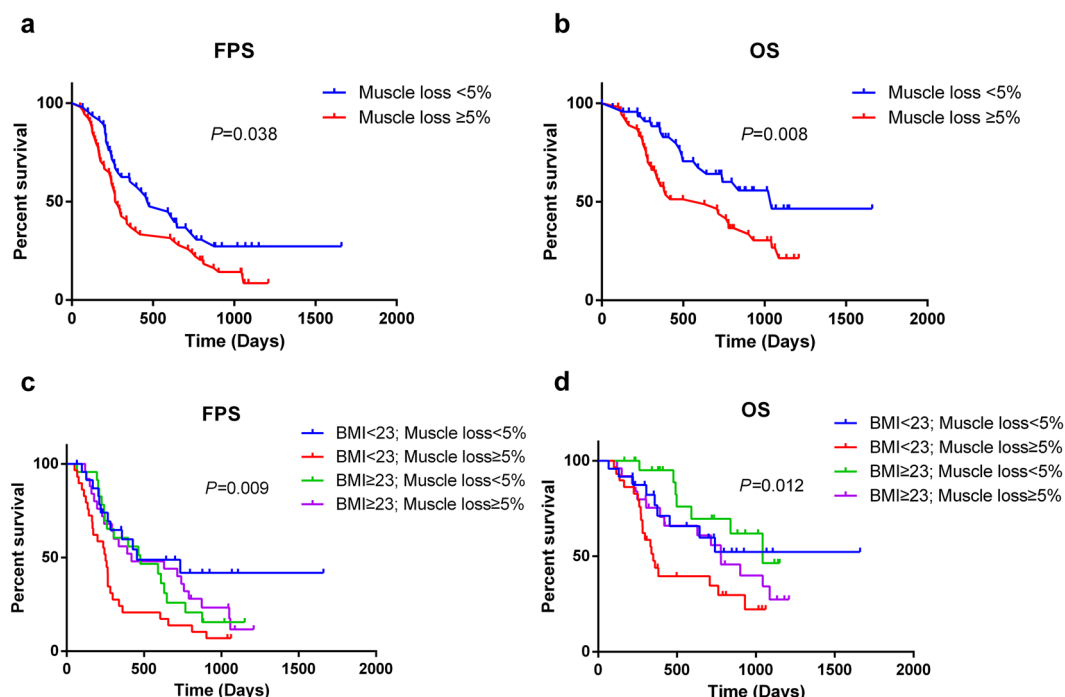 a
FPS
Muscle loss <5%
Muscle loss ≥5%
P=0.038
Percent survival
100
50
0
0 500 1000 1500 2000
Time (Days)
b
OS
Muscle loss <5%
Muscle loss ≥5%
P=0.008
Percent survival
100
50
0
0 500 1000 1500 2000
Time (Days)
c
FPS
BMI<23; Muscle loss<5%
BMI<23; Muscle loss≥5%
BMI≥23; Muscle loss<5%
BMI≥23; Muscle loss≥5%
P=0.009
Percent survival
100
50
0
0 500 1000 1500 2000
Time (Days)
d
OS
BMI<23; Muscle loss<5%
BMI<23; Muscle loss≥5%
BMI≥23; Muscle loss<5%
BMI≥23; Muscle loss≥5%
P=0.012
Percent survival
100
50
0
0 500 1000 1500 2000
Time (Days)